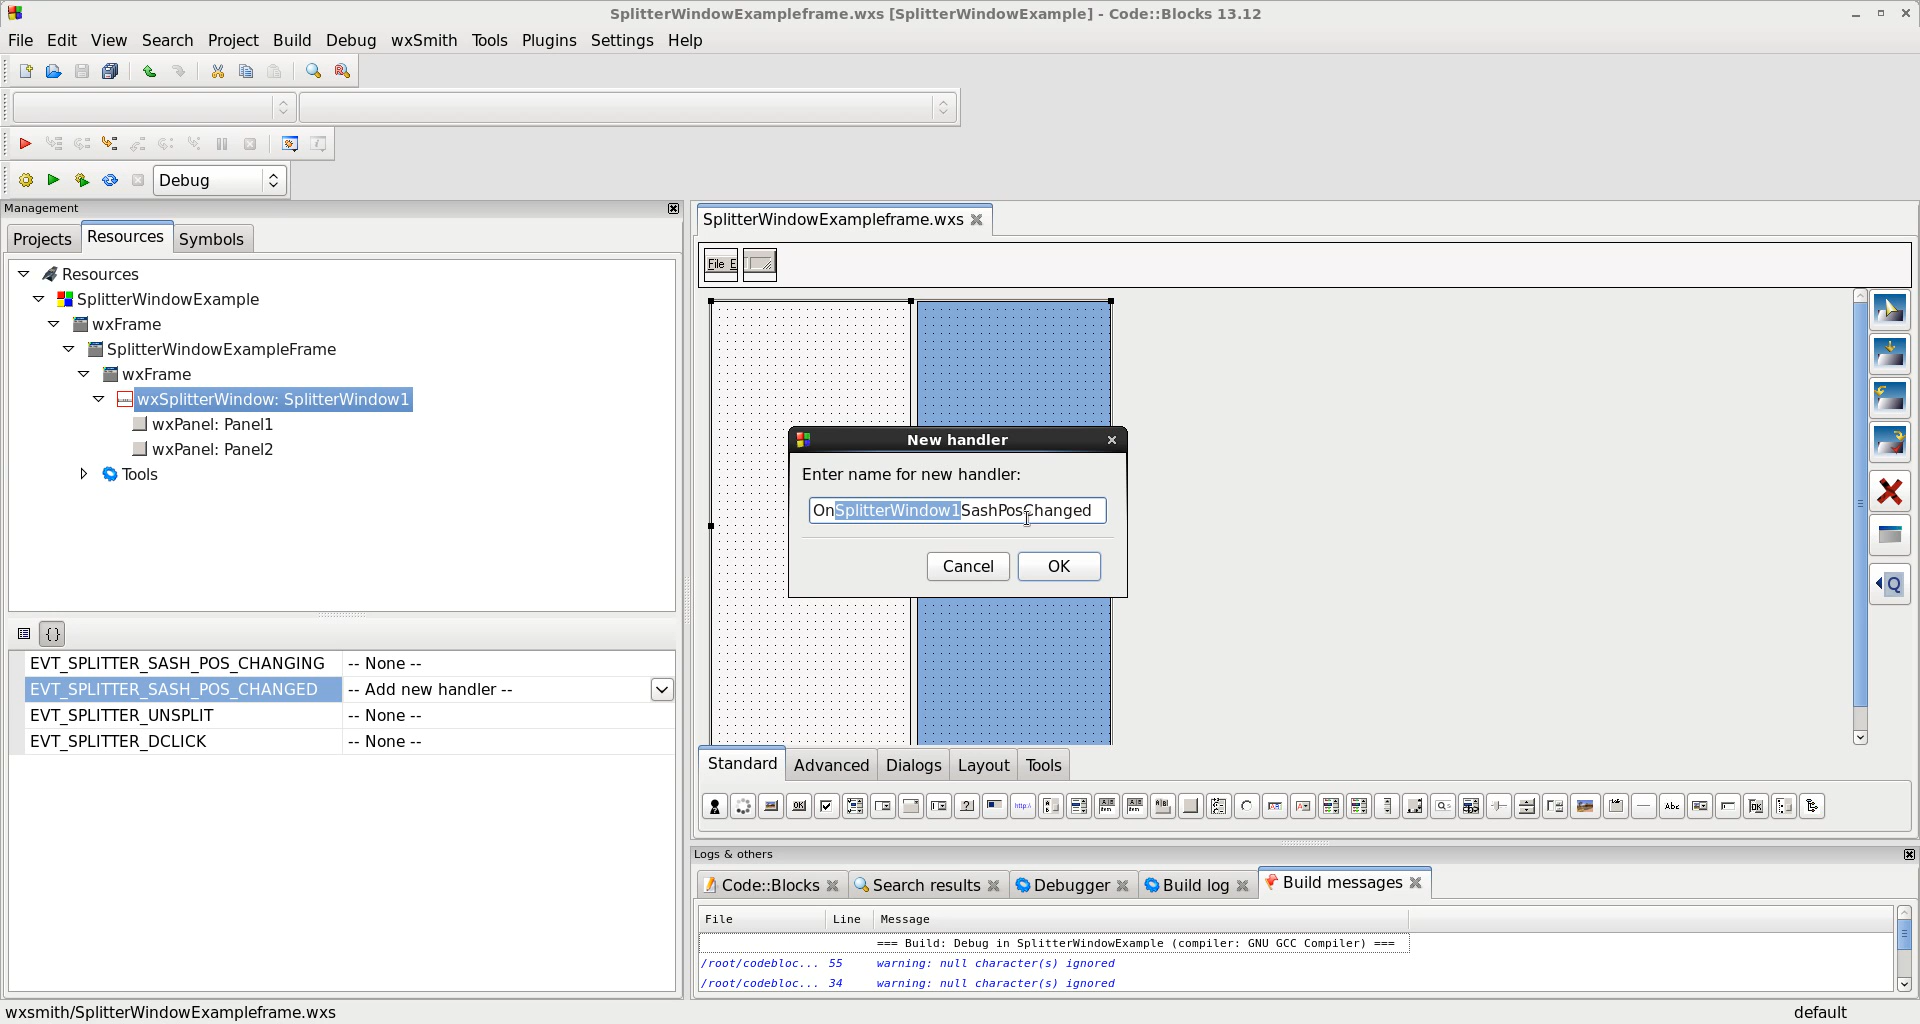 SplitterWindowExampleframe.wxs [SplitterWindowExample] - Code::Blocks 13.12
File Edit View Search Project Build Debug wxSmith Tools Plugins Settings Help
Debug
Management
Projects Resources Symbols
Resources
SplitterWindowExample
wxFrame
SplitterWindowExampleFrame
wxFrame
wxSplitterWindow: SplitterWindow1
wxPanel: Panel1
wxPanel: Panel2
Tools
{}
EVT_SPLITTER_SASH_POS_CHANGING -- None --
EVT_SPLITTER_SASH_POS_CHANGED -- Add new handler --
EVT_SPLITTER_UNSPLIT -- None --
EVT_SPLITTER_DCLICK -- None --
SplitterWindowExampleframe.wxs
File E
New handler
Enter name for new handler:
OnSplitterWindow1SashPosChanged
Cancel OK
Q
Standard Advanced Dialogs Layout Tools
Logs & others
Code::Blocks Search results Debugger Build log Build messages
File Line Message
=== Build: Debug in SplitterWindowExample (compiler: GNU GCC Compiler) ===
/root/codebloc... 55 warning: null character(s) ignored
/root/codebloc... 34 warning: null character(s) ignored
wxsmith/SplitterWindowExampleframe.wxs default